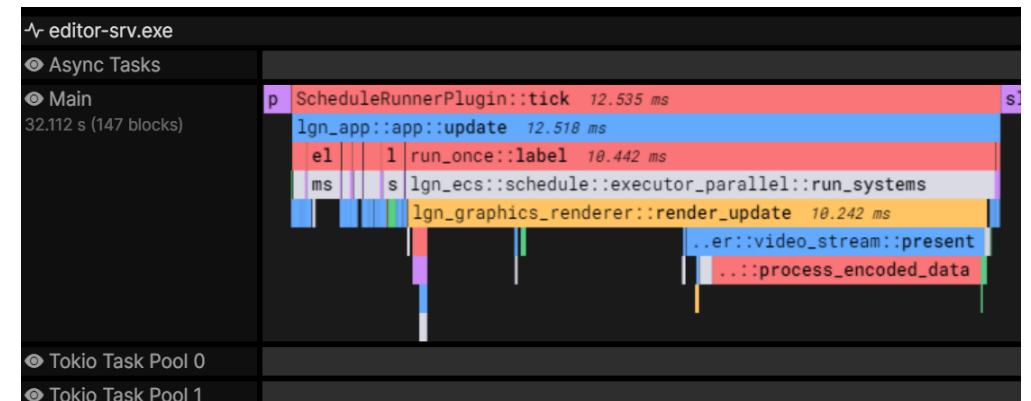 editor-srv.exe
Async Tasks
Main
32.112 s (147 blocks)
p ScheduleRunnerPlugin::tick 12.535 ms sl
lgn_app::app::update 12.518 ms
el l run_once::label 10.442 ms
ms s lgn_ecs::schedule::executor_parallel::run_systems
lgn_graphics_renderer::render_update 10.242 ms
..er::video_stream::present
..::process_encoded_data
Tokio Task Pool 0
Tokio Task Pool 1